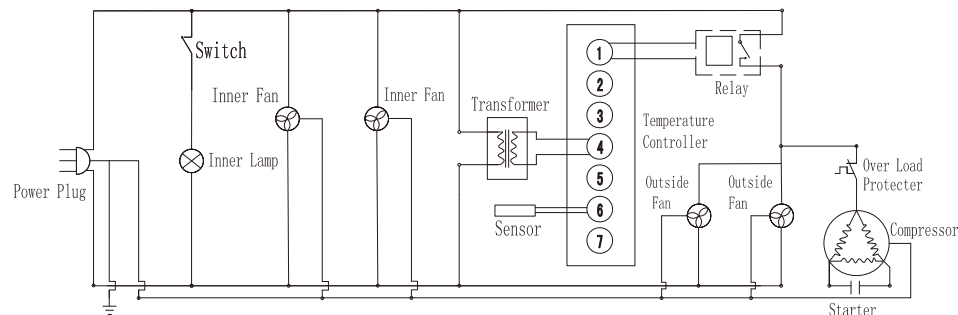 Switch
Inner Fan
Inner Fan
Inner Lamp
Power Plug
Transformer
Sensor
1
2
3
4
5
6
7
Temperature
Controller
Relay
Outside
Fan
Outside
Fan
Over Load
Protecter
Compressor
Starter